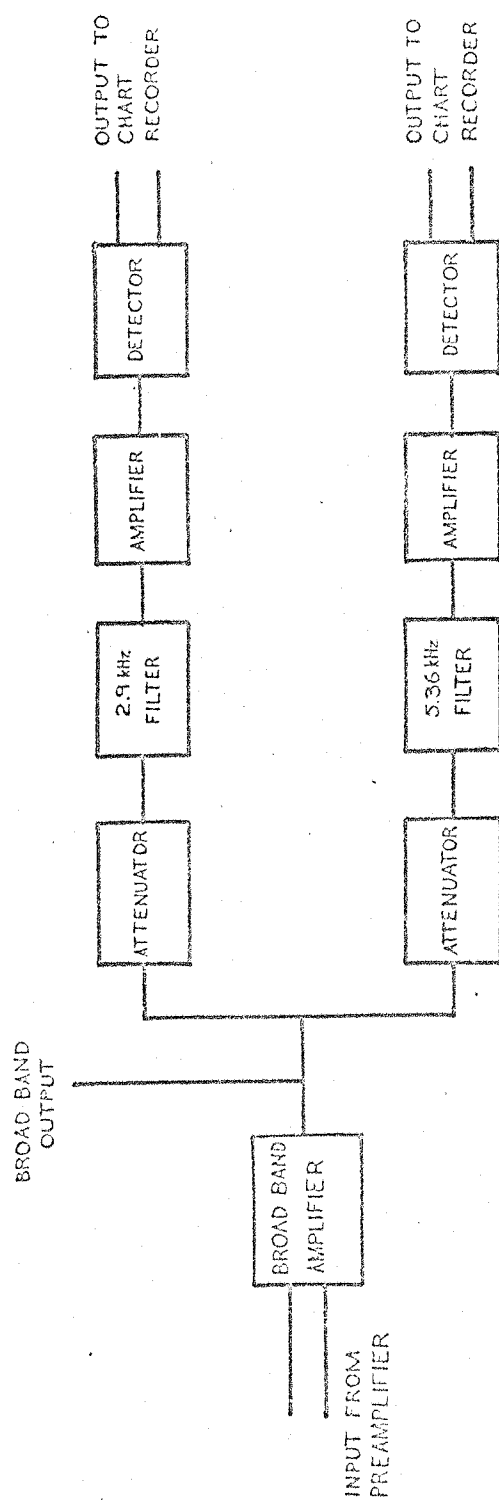 INPUT FROM
PREAMPLIFIER
BROAD BAND
AMPLIFIER
BROAD BAND
OUTPUT
ATTENUATOR
2.9 kHz
FILTER
AMPLIFIER
DETECTOR
OUTPUT TO
CHART
RECORDER
ATTENUATOR
5.36 kHz
FILTER
AMPLIFIER
DETECTOR
OUTPUT TO
CHART
RECORDER